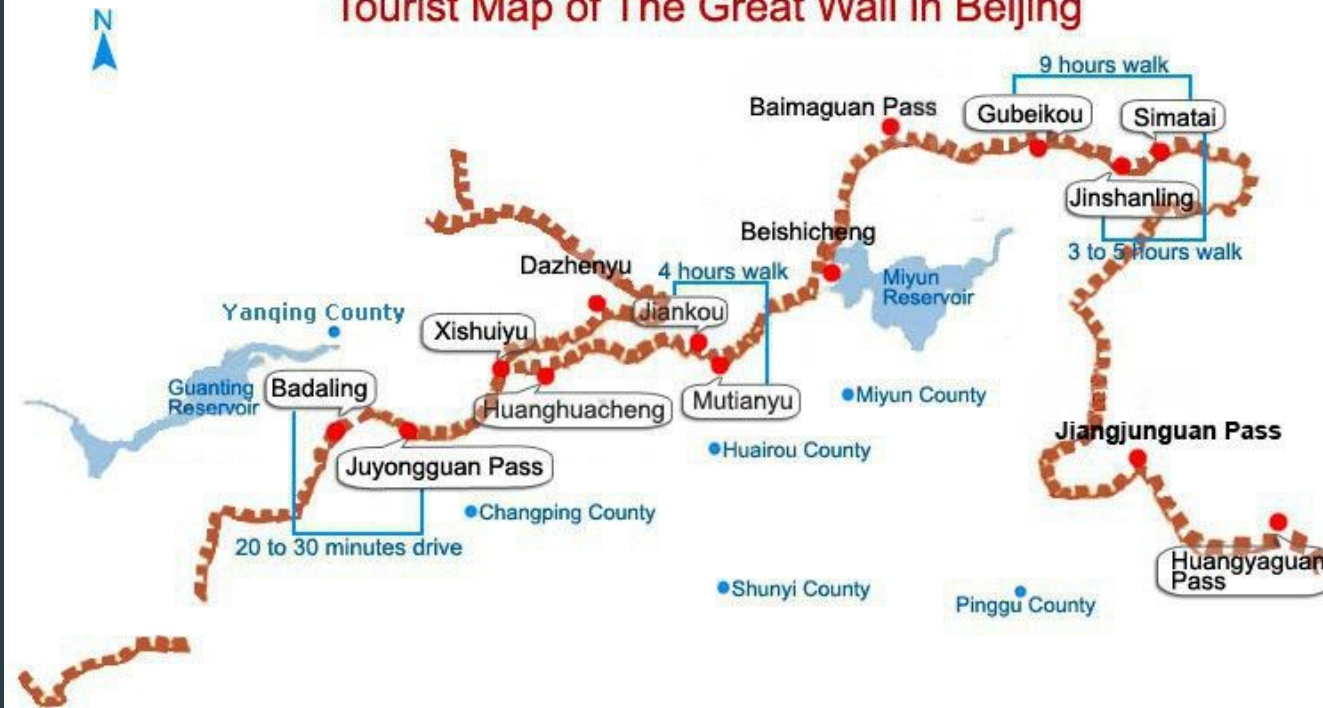 Tourist Map of The Great Wall in Beijing
N
9 hours walk
Baimaguan Pass
Gubeikou
Simatai
Jinshanling
3 to 5 hours walk
Beishicheng
Dazhenyu
4 hours walk
Miyun
Reservoir
Yanqing County
Xishuiyu
Jiankou
Guanting
Reservoir
Badaling
Huanghuacheng
Mutianyu
Miyun County
Jiangjunguan Pass
Juyongguan Pass
Huairou County
Changping County
20 to 30 minutes drive
Huangyaguan
Pass
Shunyi County
Pinggu County